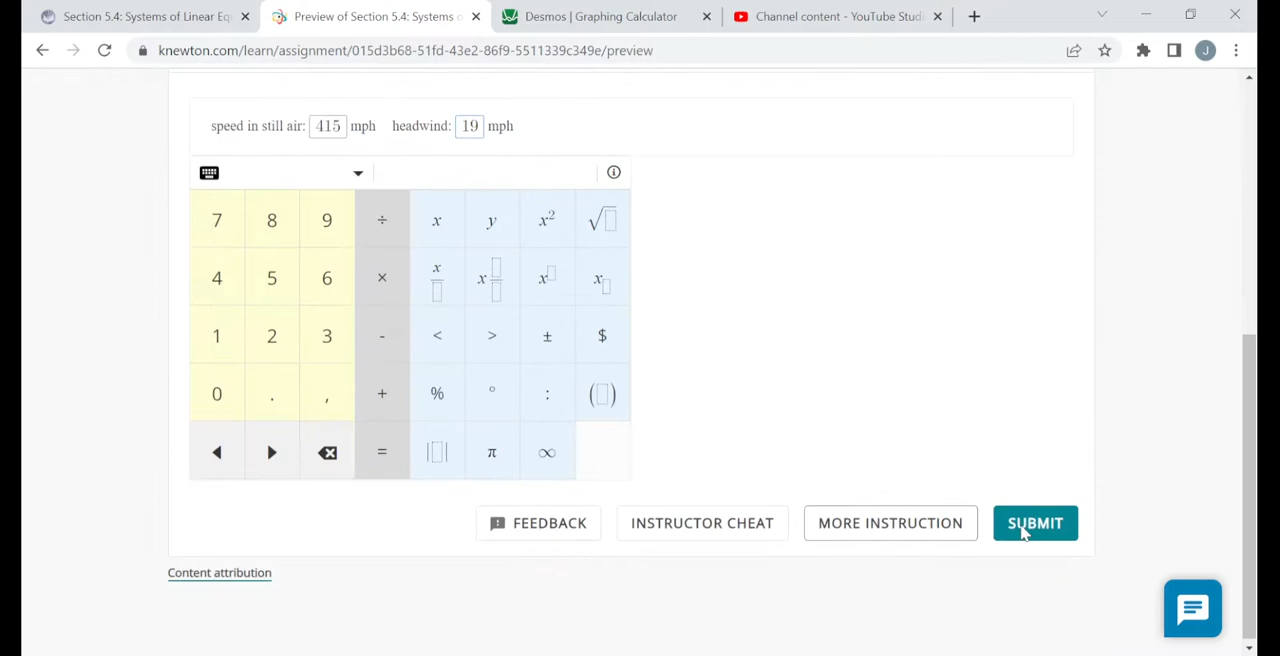 Section 5.4: Systems of Linear Eq
Preview of Section 5.4: Systems o
Desmos | Graphing Calculator
Channel content - YouTube Studi
knewton.com/learn/assignment/015d3b68-51fd-43e2-86f9-5511339c349e/preview
J
speed in still air: 415 mph headwind: 19 mph
7 8 9 ÷ x y x² √
4 5 6 × x x x x
1 2 3 - < > ± $
0 . , + % ° : ()
= || π ∞
FEEDBACK INSTRUCTOR CHEAT MORE INSTRUCTION SUBMIT
Content attribution